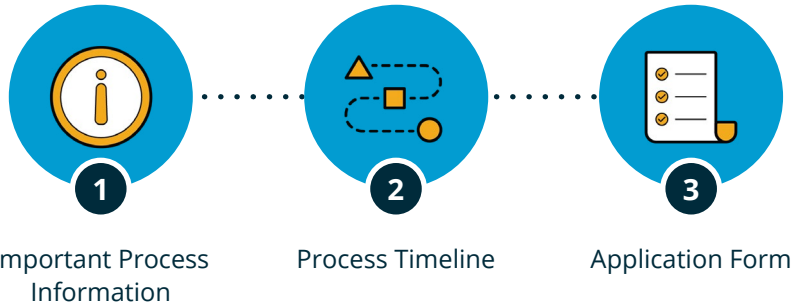 1
2
3
mportant Process
Information
Process Timeline
Application Form